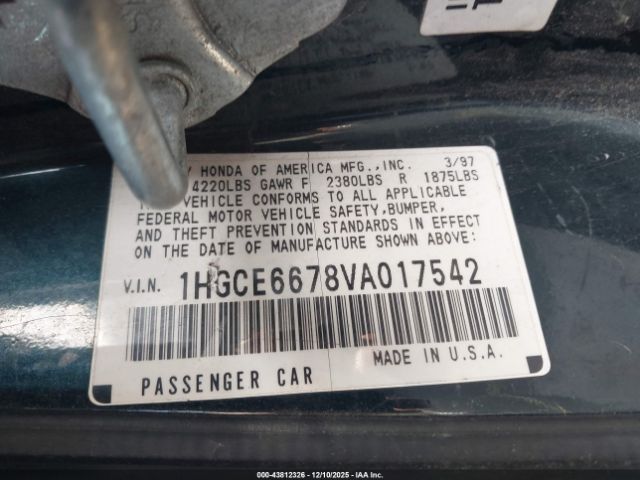 Y HONDA OF AMERICA MFG.,INC. 3/97
4220LBS GAWR F 2380LBS R 1875LBS
VEHICLE CONFORMS TO ALL APPLICABLE
FEDERAL MOTOR VEHICLE SAFETY, BUMPER,
AND THEFT PREVENTION STANDARDS IN EFFECT
ON THE DATE OF MANUFACTURE SHOWN ABOVE:
V.I.N. 1HGCE6678VA017542
MADE IN U.S.A.
PASSENGER CAR
IAA: 43812326 | 12/10/2025 | IAA Inc.